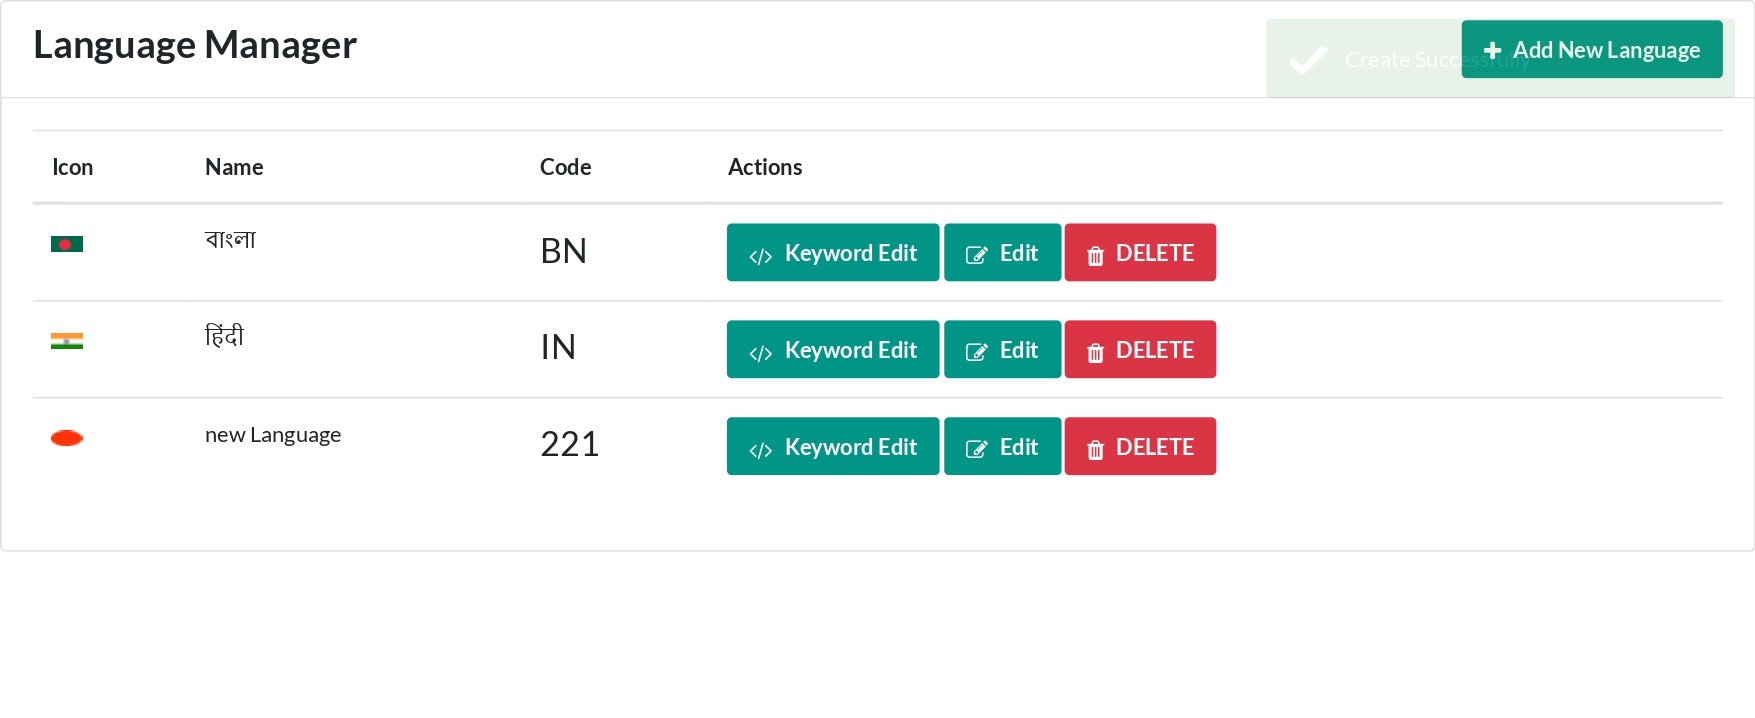 Language Manager
Create Successfully
Add New Language
Icon Name Code Actions
বাংলা BN Keyword Edit Edit DELETE
हिंदी IN Keyword Edit Edit DELETE
new Language 221 Keyword Edit Edit DELETE